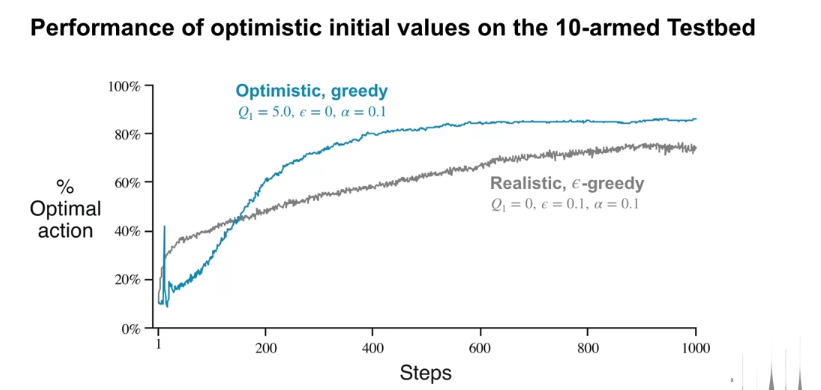 Performance of optimistic initial values on the 10-armed Testbed
100%
80%
60%
40%
20%
0%
%
Optimal
action
Optimistic, greedy
Q₁ = 5.0, ϵ = 0, α = 0.1
Realistic, ϵ-greedy
Q₁ = 0, ϵ = 0.1, α = 0.1
1
200
400
600
800
1000
Steps